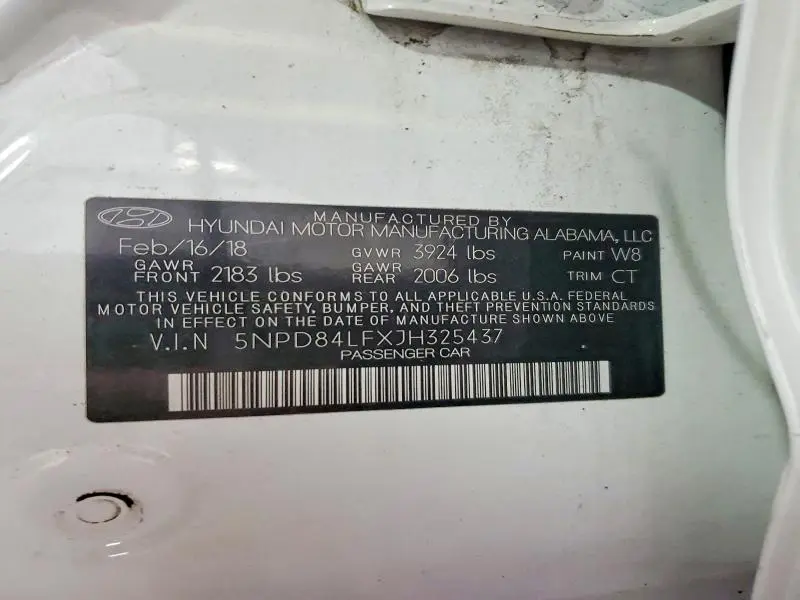 MANUFACTURED BY
HYUNDAI MOTOR MANUFACTURING ALABAMA, LLC
Feb/16/18 GVWR 3924 lbs PAINT W8
GAWR FRONT 2183 lbs GAWR REAR 2006 lbs TRIM CT
THIS VEHICLE CONFORMS TO ALL APPLICABLE U.S.A. FEDERAL
MOTOR VEHICLE SAFETY, BUMPER, AND THEFT PREVENTION STANDARDS
IN EFFECT ON THE DATE OF MANUFACTURE SHOWN ABOVE
V.I.N 5NPD84LFXJH325437
PASSENGER CAR